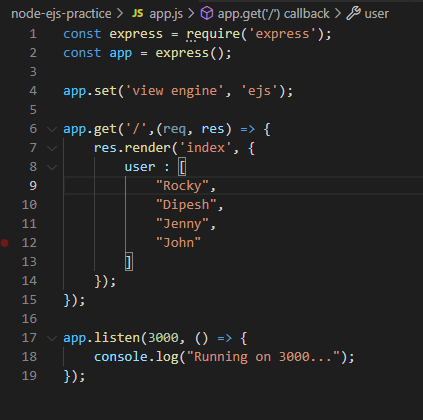 node-ejs-practice > JS app.js > app.get('/') callback > user
1 const express = require('express');
2 const app = express();
3
4 app.set('view engine', 'ejs');
5
6 app.get('/',(req, res) => {
7     res.render('index', {
8         user : [
9             "Rocky",
10             "Dipesh",
11             "Jenny",
12             "John"
13         ]
14     });
15 });
16
17 app.listen(3000, () => {
18     console.log("Running on 3000...");
19 });